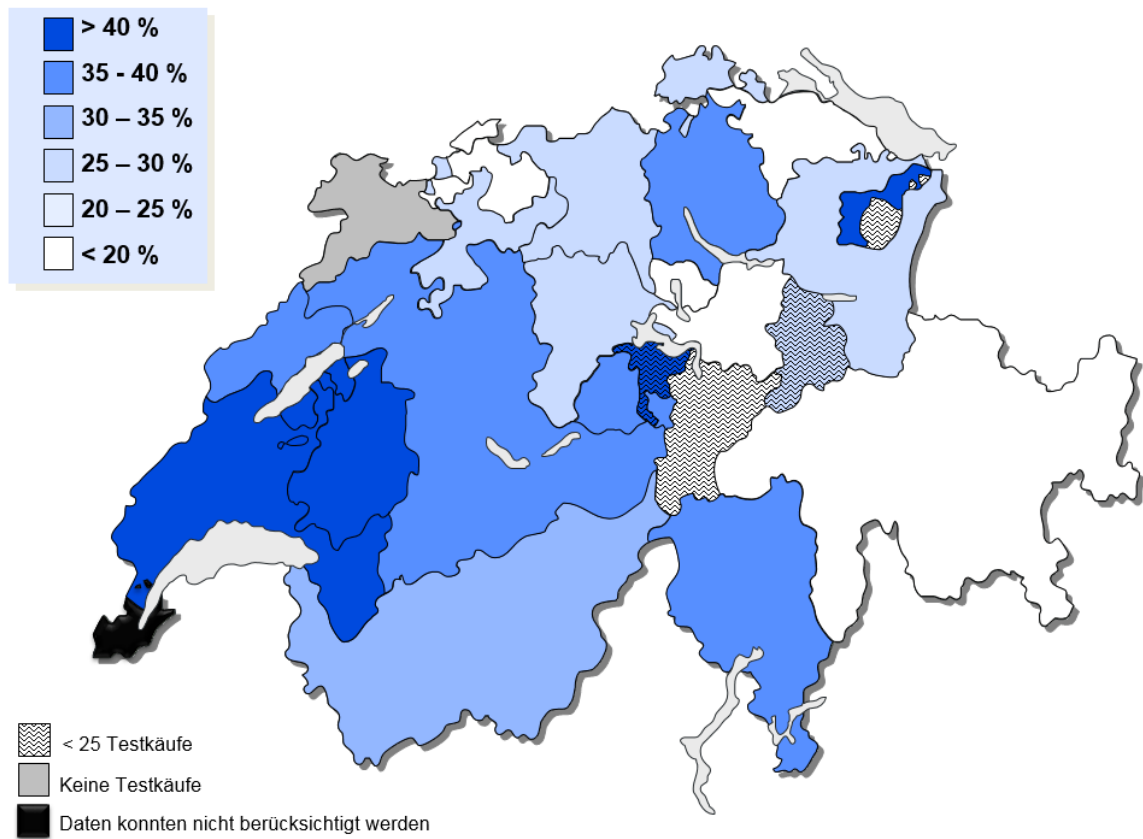 > 40 %
35 - 40 %
30 – 35 %
25 – 30 %
20 – 25 %
< 20 %
< 25 Testkäufe
Keine Testkäufe
Daten konnten nicht berücksichtigt werden